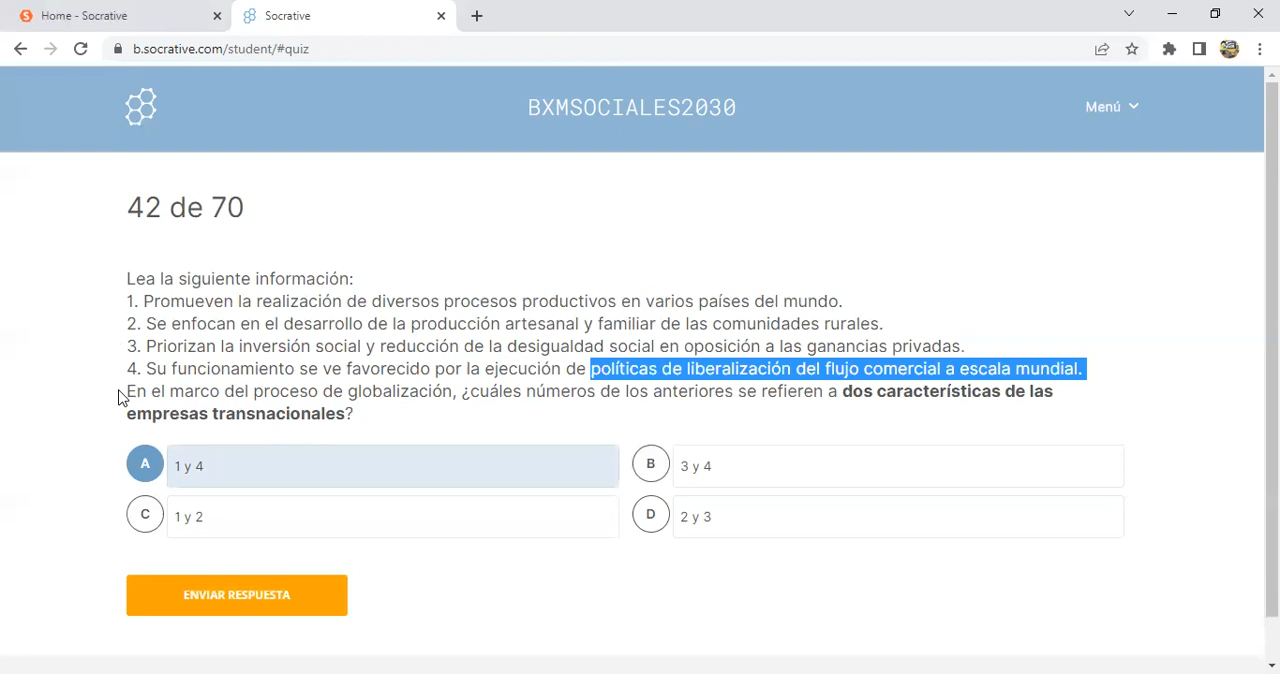 Home - Socrative
Socrative
b.socrative.com/student/#quiz
BXMSOCIALES2030
Menú
42 de 70
Lea la siguiente información:
1. Promueven la realización de diversos procesos productivos en varios países del mundo.
2. Se enfocan en el desarrollo de la producción artesanal y familiar de las comunidades rurales.
3. Priorizan la inversión social y reducción de la desigualdad social en oposición a las ganancias privadas.
4. Su funcionamiento se ve favorecido por la ejecución de políticas de liberalización del flujo comercial a escala mundial.
En el marco del proceso de globalización, ¿cuáles números de los anteriores se refieren a dos características de las
empresas transnacionales?
A 1 y 4
B 3 y 4
C 1 y 2
D 2 y 3
ENVIAR RESPUESTA